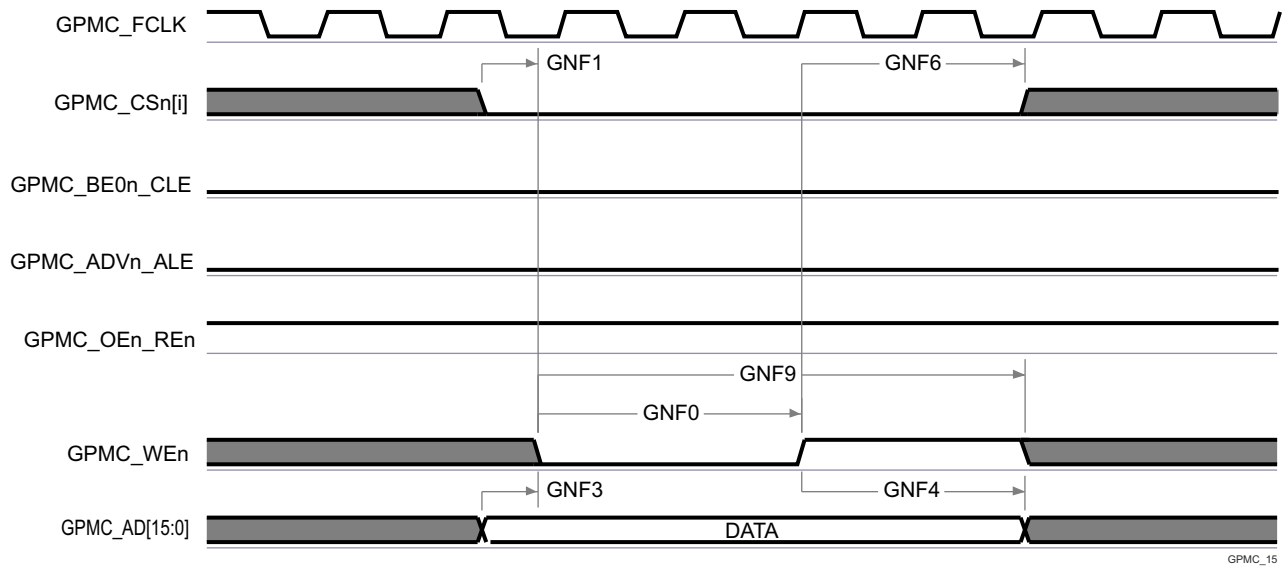 GPMC_FCLK
GNF1
GNF6
GPMC_CSn[i]
GPMC_BE0n_CLE
GPMC_ADVn_ALE
GPMC_OEn_REn
GNF9
GNF0
GPMC_WEn
GNF3
GNF4
GPMC_AD[15:0]
DATA
GPMC_15